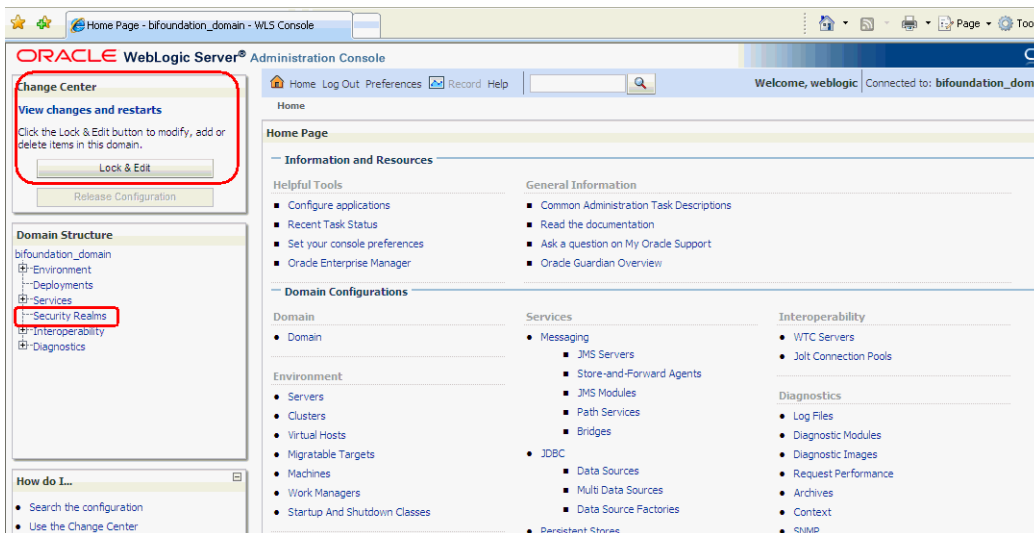 Home Page - bifoundation_domain - WLS Console
Page
Too
ORACLE WebLogic Server® Administration Console
Change Center
View changes and restarts
Click the Lock & Edit button to modify, add or
delete items in this domain.
Lock & Edit
Release Configuration
Domain Structure
bifoundation_domain
Environment
Deployments
Services
Security Realms
Interoperability
Diagnostics
How do I...
Search the configuration
Use the Change Center
Home Log Out Preferences Record Help
Welcome, weblogic Connected to: bifoundation_dom
Home
Home Page
Information and Resources
Helpful Tools
Configure applications
Recent Task Status
Set your console preferences
Oracle Enterprise Manager
General Information
Common Administration Task Descriptions
Read the documentation
Ask a question on My Oracle Support
Oracle Guardian Overview
Domain Configurations
Domain
Domain
Environment
Servers
Clusters
Virtual Hosts
Migratable Targets
Machines
Work Managers
Startup And Shutdown Classes
Services
Messaging
JMS Servers
Store-and-Forward Agents
JMS Modules
Path Services
Bridges
JDBC
Data Sources
Multi Data Sources
Data Source Factories
Persistent Stores
Interoperability
WTC Servers
Jolt Connection Pools
Diagnostics
Log Files
Diagnostic Modules
Diagnostic Images
Request Performance
Archives
Context
SNMP